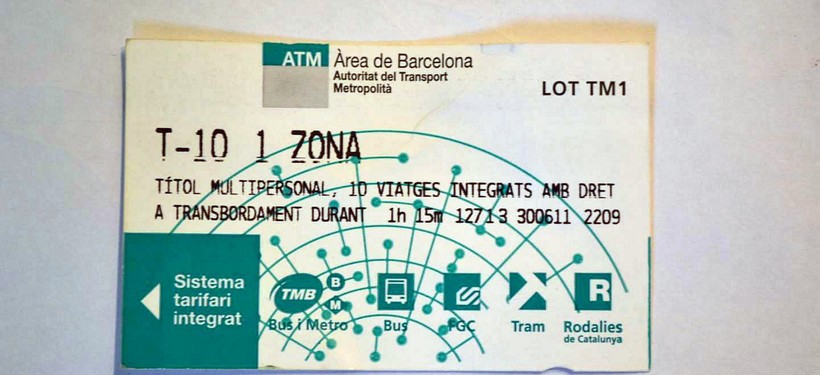 ATM Àrea de Barcelona
Autoritat del Transport
Metropolità
LOT TM1
T-10 1 ZONA
TÍTOL MULTIPERSONAL, 10 VIATGES INTEGRATS AMB DRET
A TRANSBORDAMENT DURANT 1h 15m 12713 300611 2209
Sistema
tarifari
integrat
TMB B
M
R
Bus i Metro Bus FGC Tram Rodalies
de Catalunya